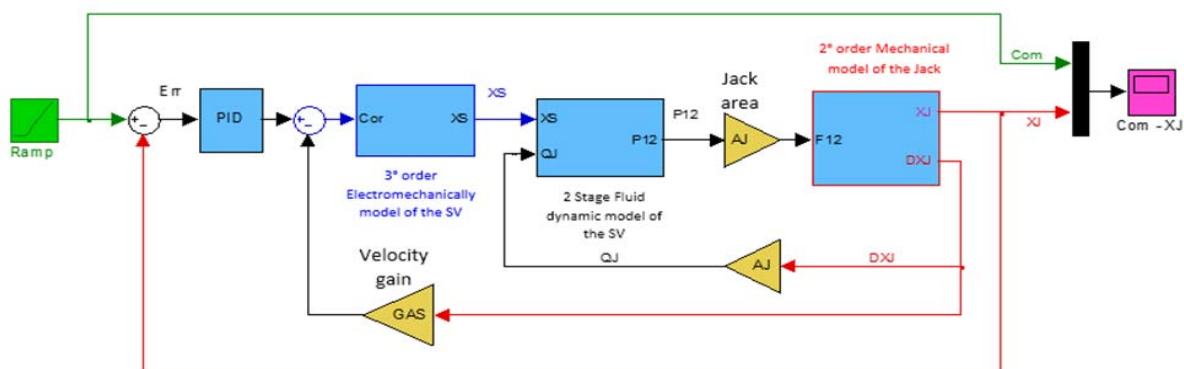 Ramp
+
-
Err
PID
+
-
Cor
XS
3° order
Electromechanically
model of the SV
XS
XS
QJ
P12
2 Stage Fluid
dynamic model of
the SV
P12
Jack
area
AJ
2° order Mechanical
model of the Jack
F12
XJ
DXJ
Com
XJ
Com -XJ
Velocity
gain
GAS
QJ
AJ
DXJ